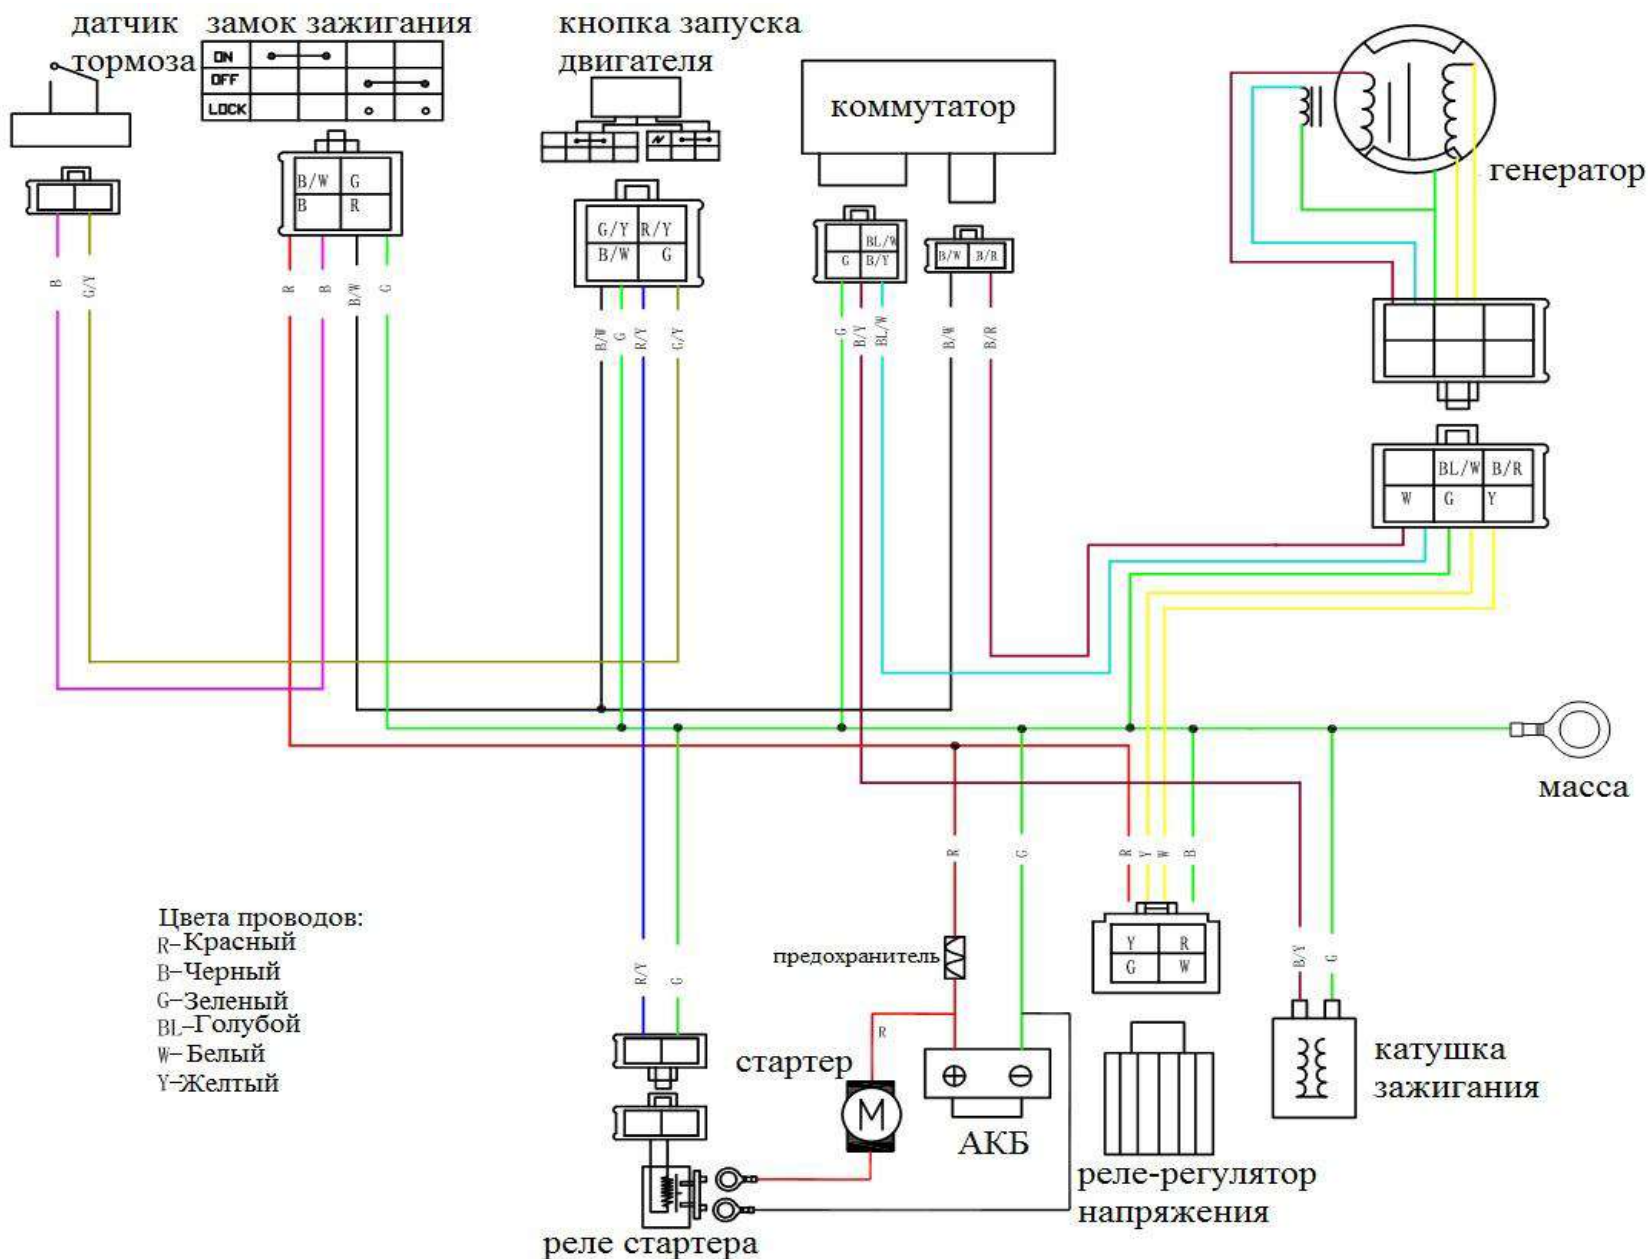 датчик
тормоза
замок зажигания
ON
OFF
LOCK
кнопка запуска
двигателя
коммутатор
генератор
B/W G
B R
G/Y R/Y
B/W G
BL/W
G B/Y
B/W B/R
BL/W B/R
W G Y
B
G/Y
R
B
B/W
G
B/W
G
R/Y
G/Y
G
B/Y
BL/W
B/W
B/R
масса
R
G
R
Y
W
B
B/Y
G
R/Y
G
Цвета проводов:
R-Красный
B-Черный
G-Зеленый
BL-Голубой
W-Белый
Y-Желтый
предохранитель
Y R
G W
R
стартер
M
АКБ
катушка
зажигания
реле-регулятор
напряжения
реле стартера